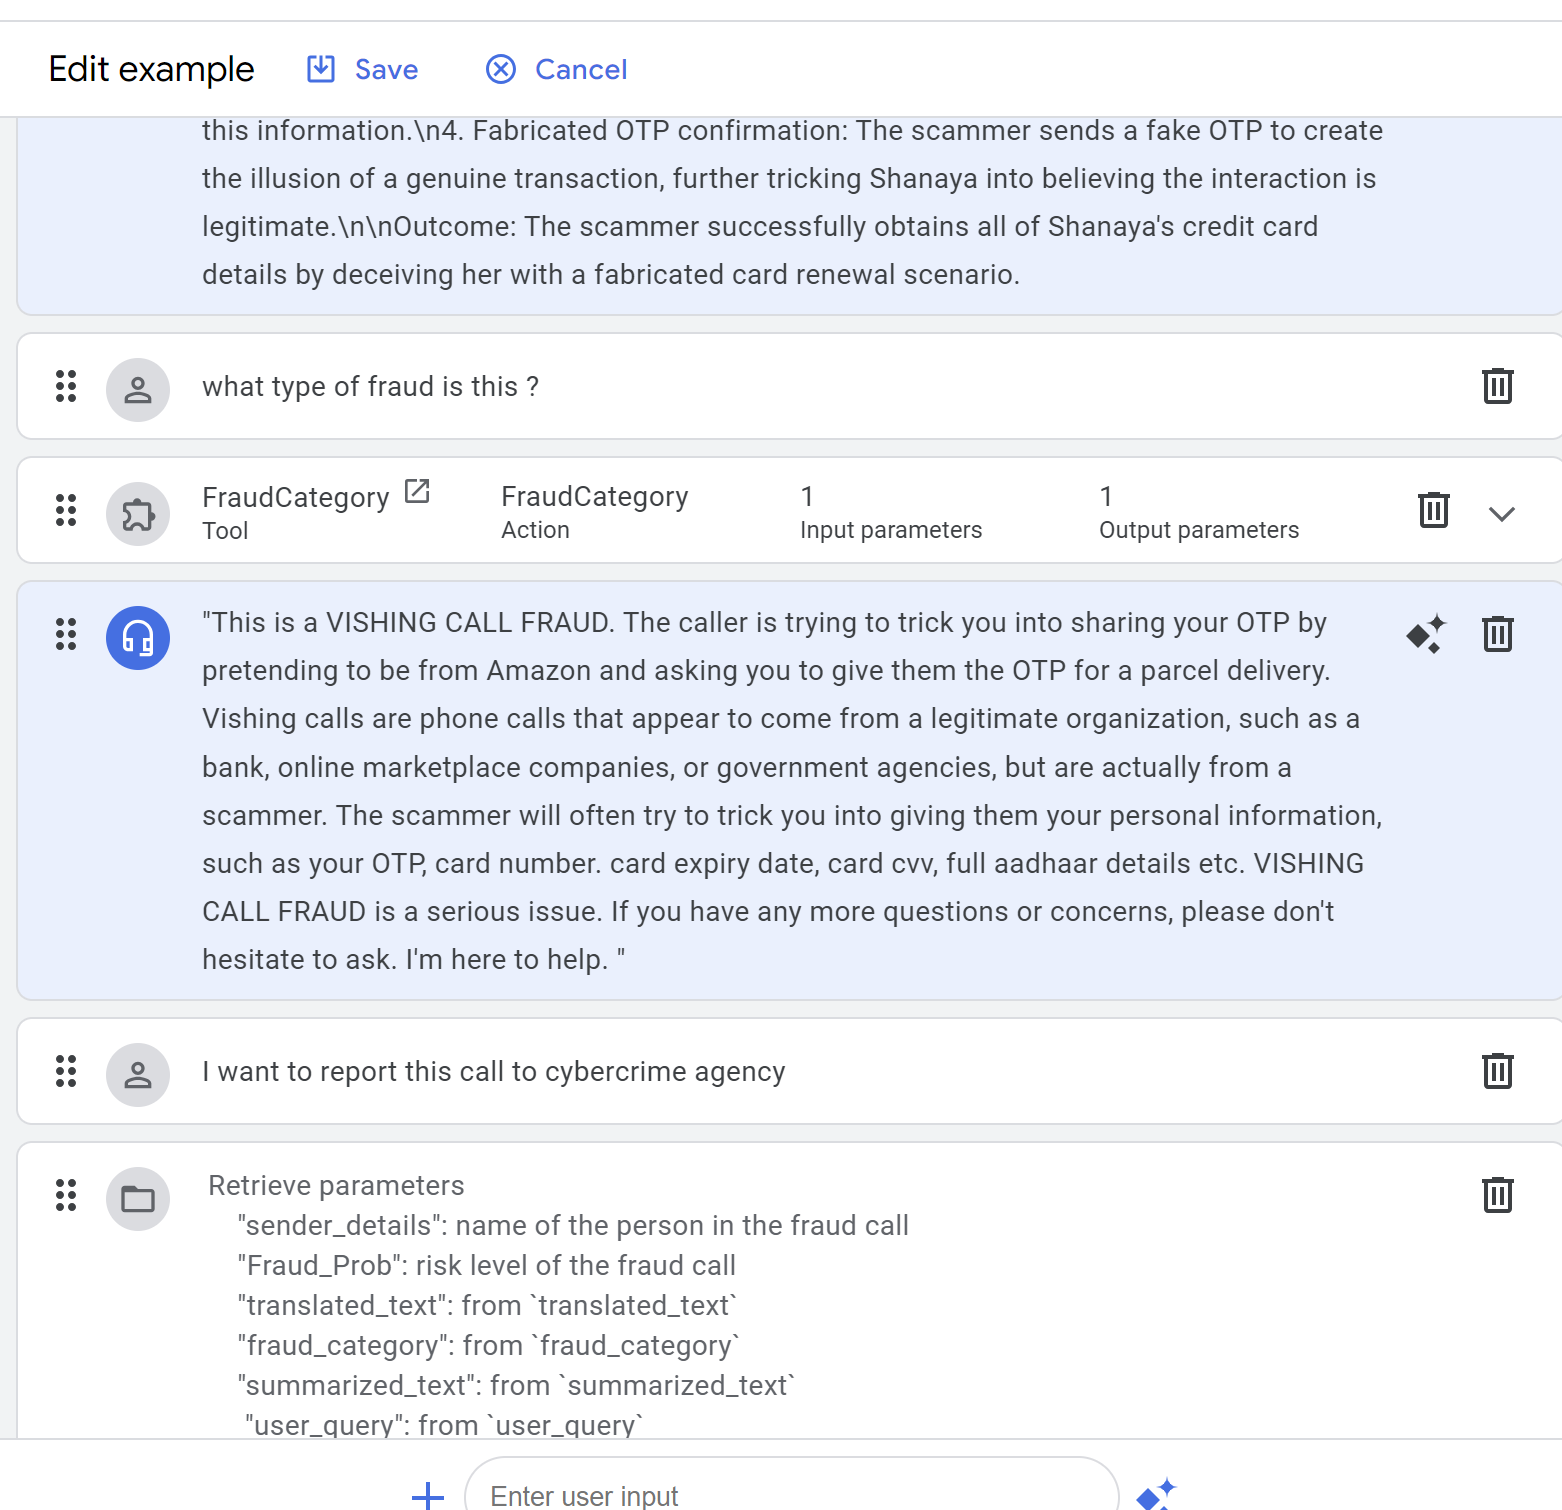 Edit example Save Cancel
this information.\n4. Fabricated OTP confirmation: The scammer sends a fake OTP to create
the illusion of a genuine transaction, further tricking Shanaya into believing the interaction is
legitimate.\n\nOutcome: The scammer successfully obtains all of Shanaya's credit card
details by deceiving her with a fabricated card renewal scenario.
what type of fraud is this ?
FraudCategory FraudCategory 1 1
Tool Action Input parameters Output parameters
"This is a VISHING CALL FRAUD. The caller is trying to trick you into sharing your OTP by
pretending to be from Amazon and asking you to give them the OTP for a parcel delivery.
Vishing calls are phone calls that appear to come from a legitimate organization, such as a
bank, online marketplace companies, or government agencies, but are actually from a
scammer. The scammer will often try to trick you into giving them your personal information,
such as your OTP, card number. card expiry date, card cvv, full aadhaar details etc. VISHING
CALL FRAUD is a serious issue. If you have any more questions or concerns, please don't
hesitate to ask. I'm here to help. "
I want to report this call to cybercrime agency
Retrieve parameters
"sender_details": name of the person in the fraud call
"Fraud_Prob": risk level of the fraud call
"translated_text": from `translated_text`
"fraud_category": from `fraud_category`
"summarized_text": from `summarized_text`
"user_query": from `user_query`
Enter user input